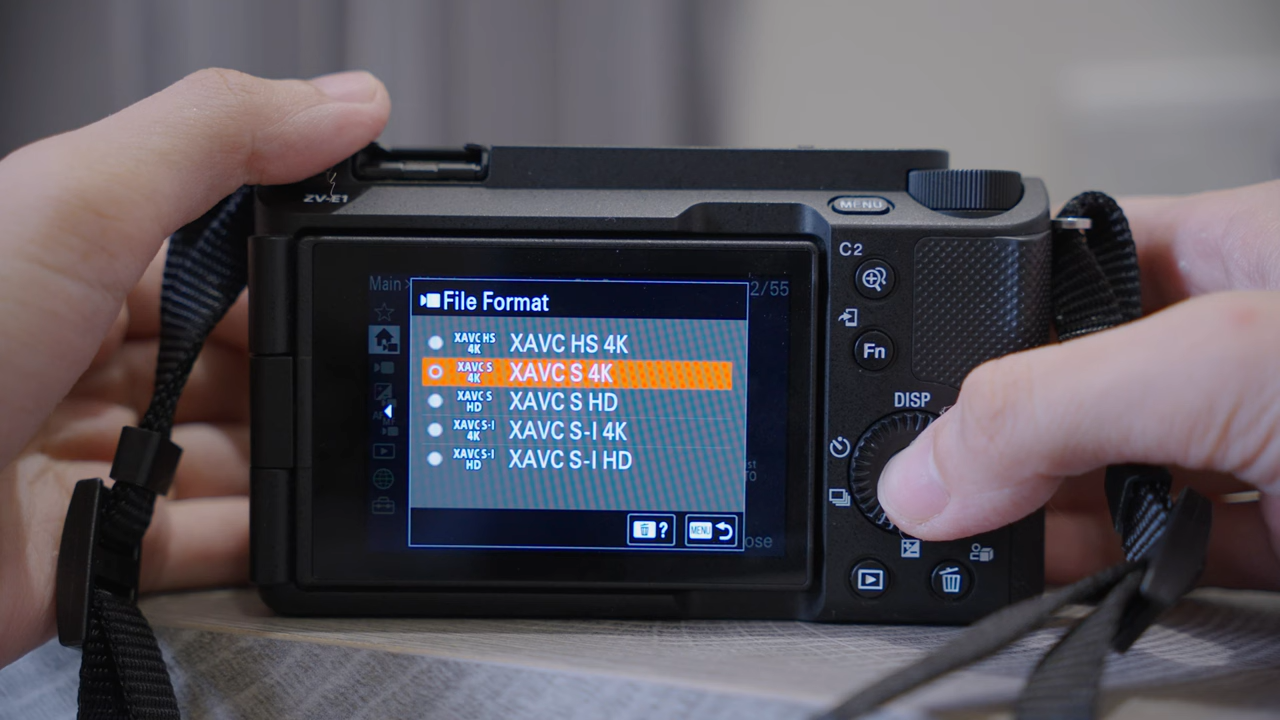 ZV-E1
MENU
C2
Main
2/55
File Format
XAVC HS 4K XAVC HS 4K
XAVC S 4K XAVC S 4K
XAVC S HD XAVC S HD
XAVC S-I 4K XAVC S-I 4K
XAVC S-I HD XAVC S-I HD
? MENU
Fn
DISP